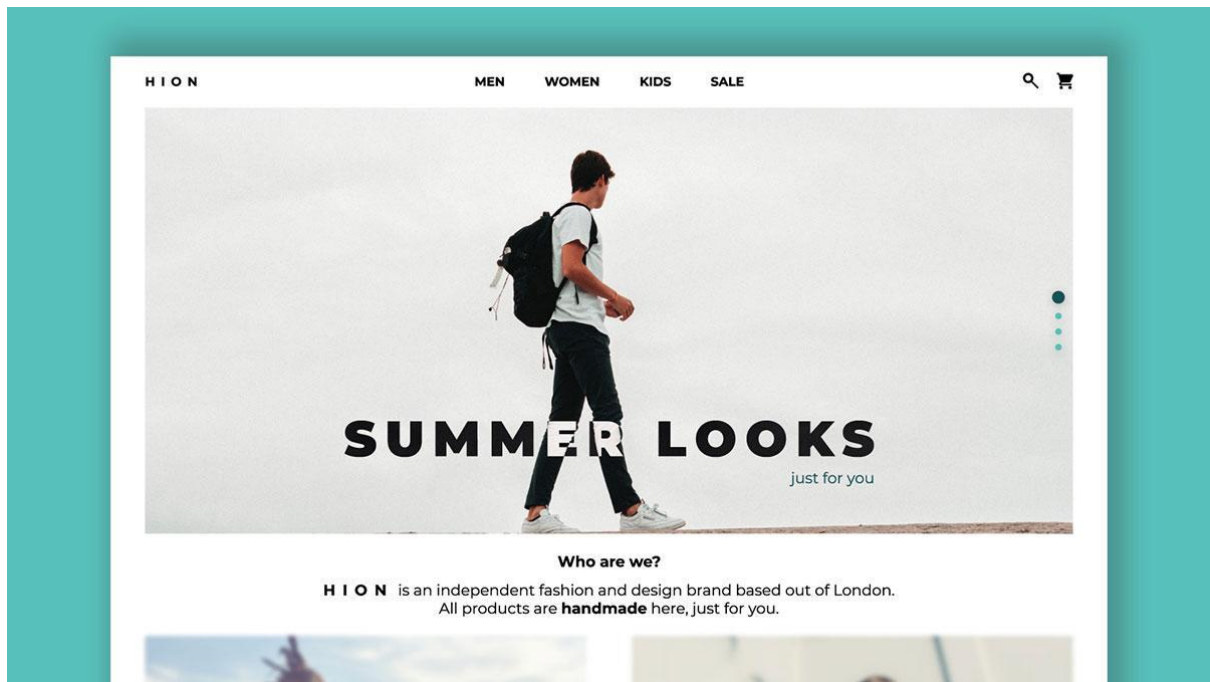 HION
MEN WOMEN KIDS SALE
SUMMER LOOKS
just for you
Who are we?
HION is an independent fashion and design brand based out of London.
All products are handmade here, just for you.